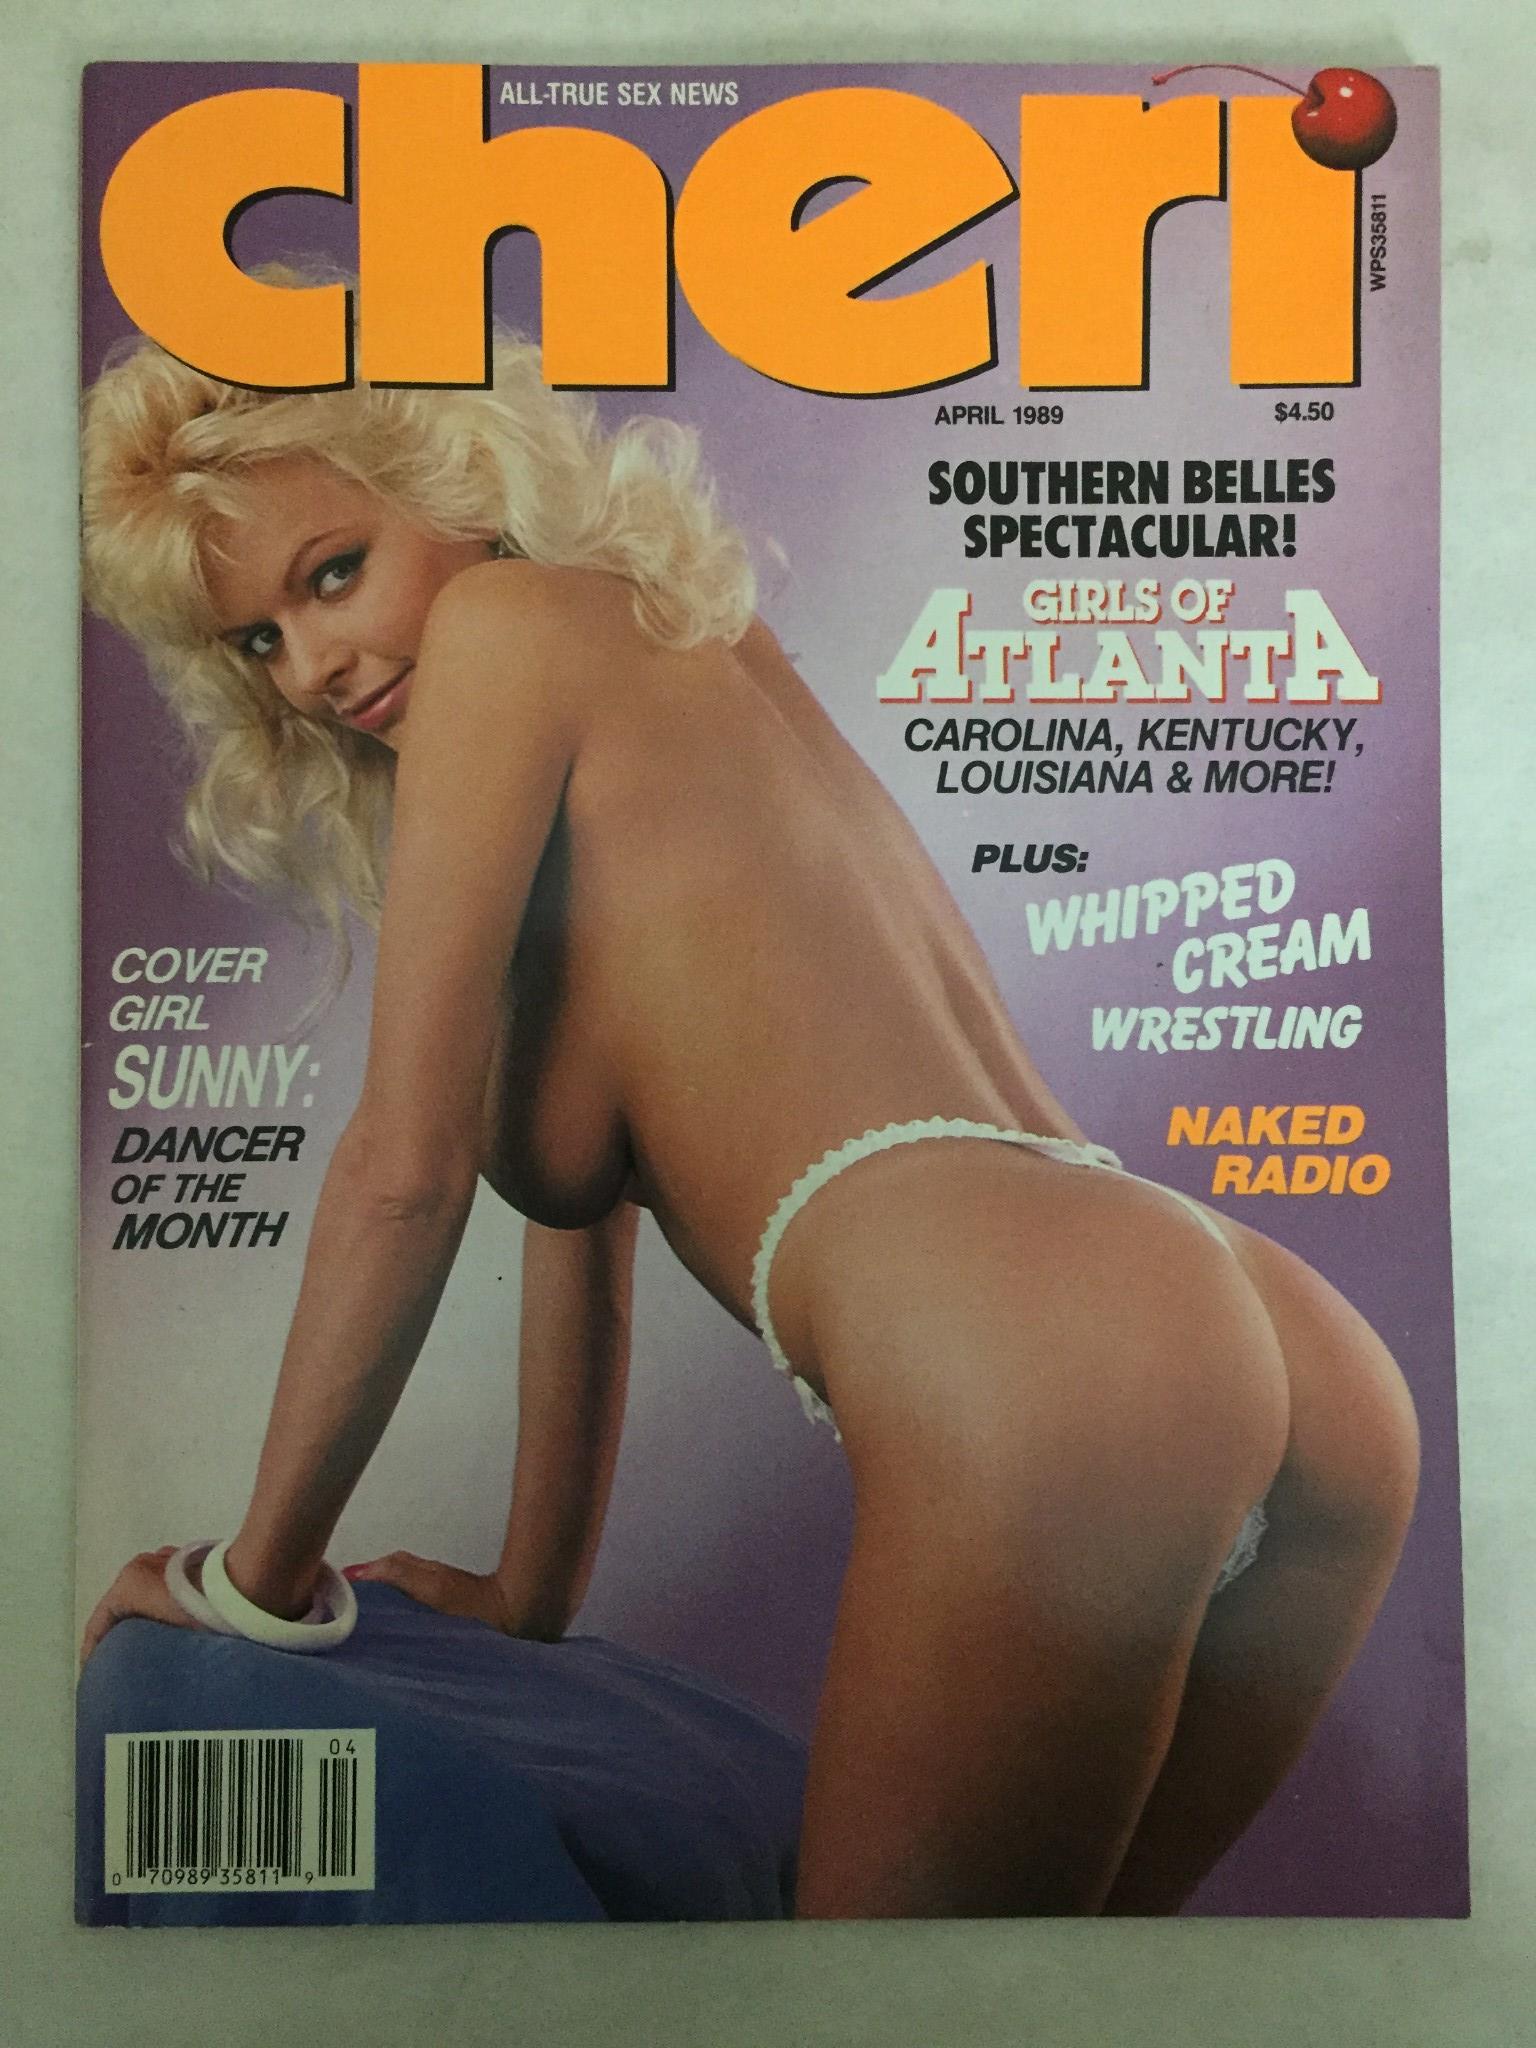 ALL-TRUE SEX NEWS
cheri
WPS35811
APRIL 1989
$4.50
SOUTHERN BELLES
SPECTACULAR!
GIRLS OF
ATLANTA
CAROLINA, KENTUCKY,
LOUISIANA & MORE!
PLUS:
WHIPPED
CREAM
WRESTLING
NAKED
RADIO
COVER
GIRL
SUNNY:
DANCER
OF THE
MONTH
04
0 70989 35811 9